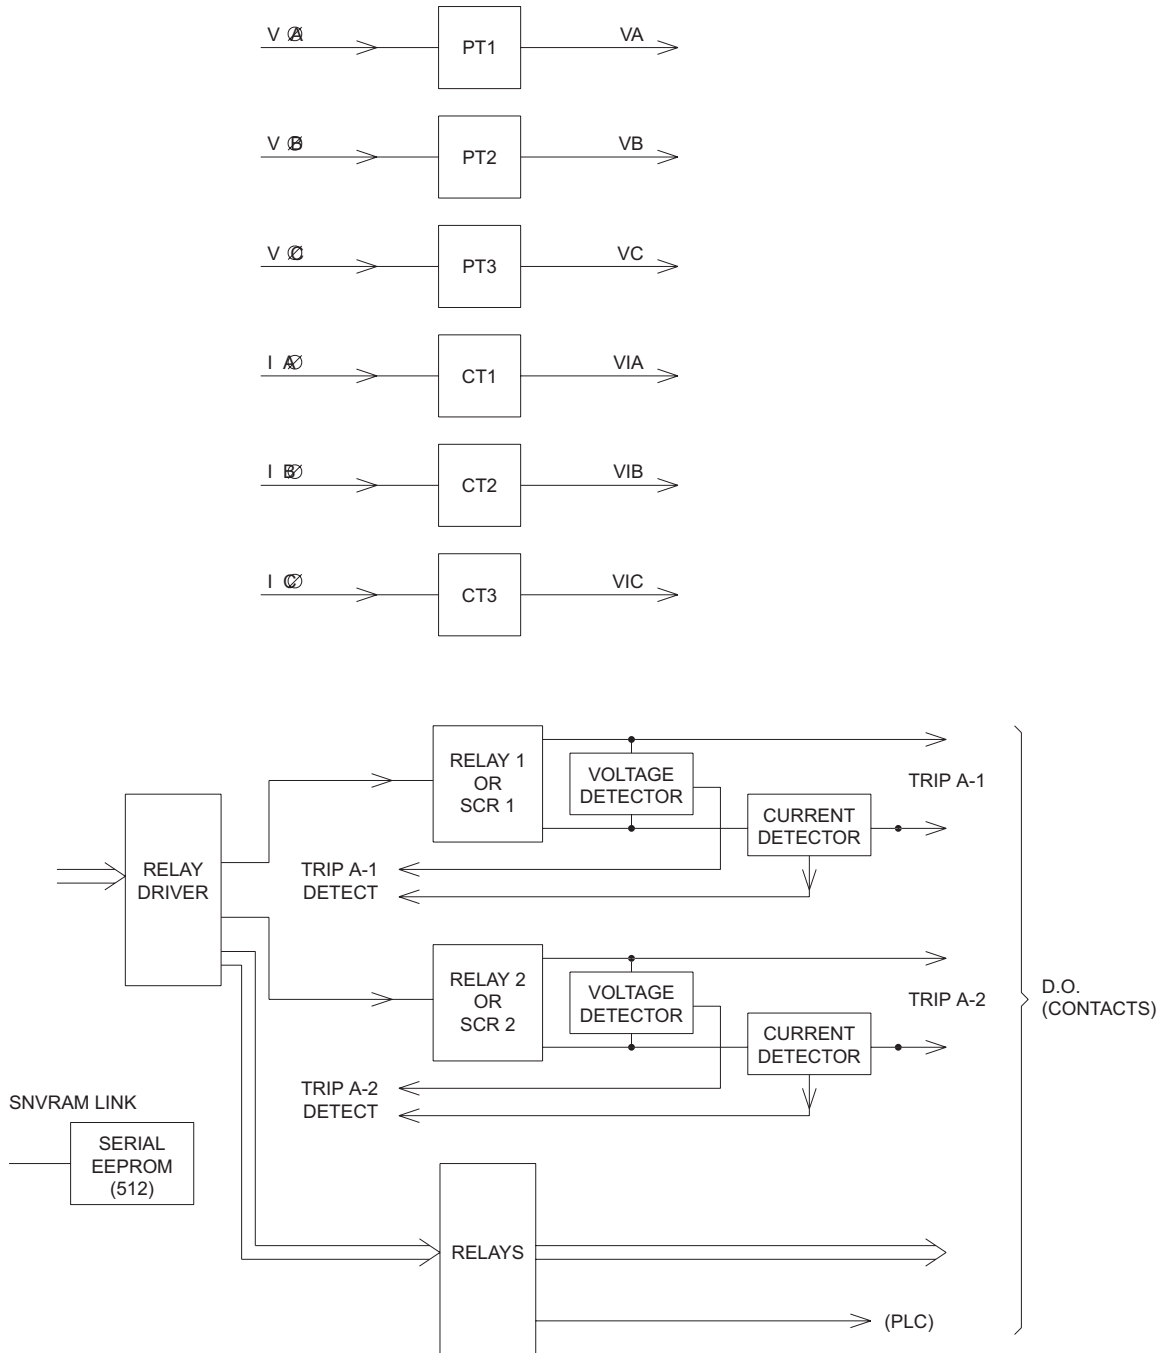 V ØA
VA
PT1
V ØB
VB
PT2
V ØC
VC
PT3
I AØ
VIA
CT1
I BØ
VIB
CT2
I CØ
VIC
CT3
RELAY 1
OR
SCR 1
VOLTAGE
DETECTOR
TRIP A-1
CURRENT
DETECTOR
RELAY
DRIVER
TRIP A-1
DETECT
RELAY 2
OR
SCR 2
VOLTAGE
DETECTOR
TRIP A-2
CURRENT
DETECTOR
D.O.
(CONTACTS)
TRIP A-2
DETECT
SNVRAM LINK
SERIAL
EEPROM
(512)
RELAYS
(PLC)